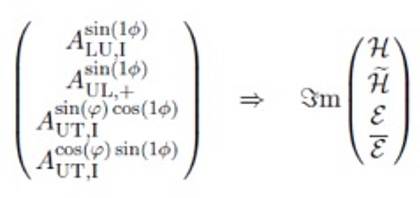 A_{LU,I}^{sin(1ϕ)}
A_{UL,+}^{sin(1ϕ)}
A_{UT,I}^{sin(φ) cos(1ϕ)}
A_{UT,I}^{cos(φ) sin(1ϕ)}
⇒
ℑm
ℋ
ℋ̃
ℰ
ℰ̅